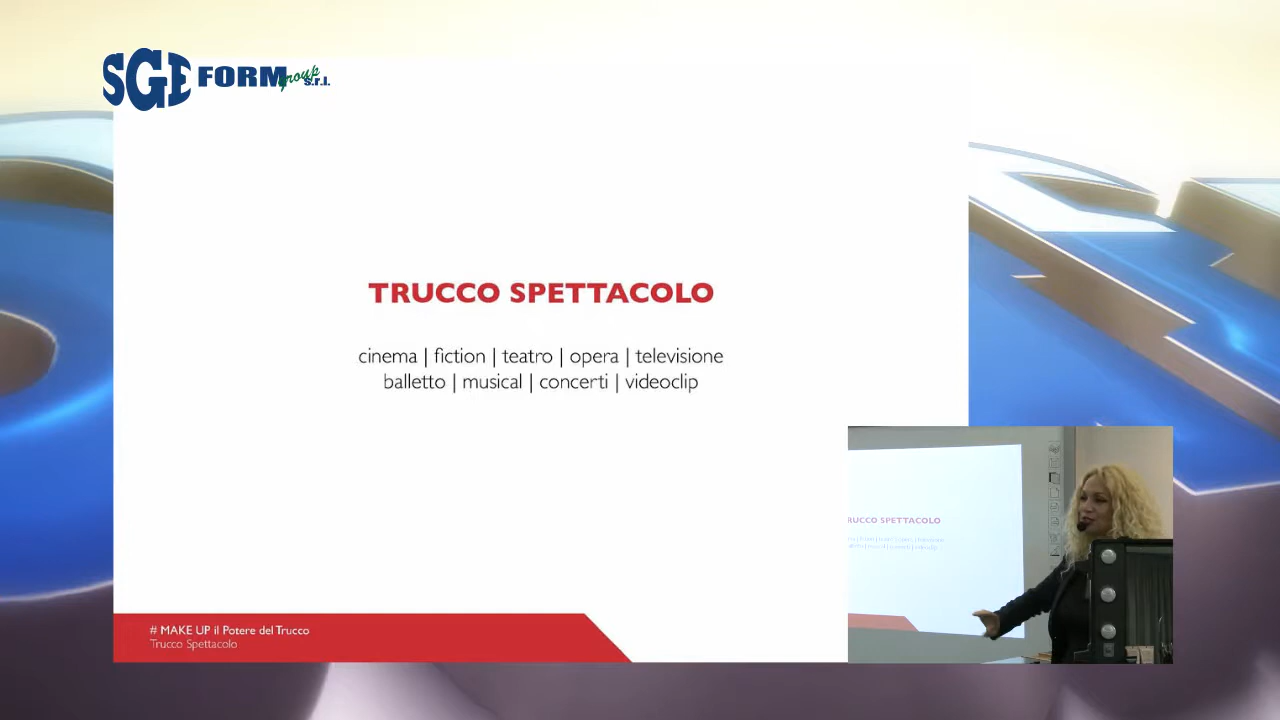 SGE FORM group s.r.l.
TRUCCO SPETTACOLO
cinema | fiction | teatro | opera | televisione
balletto | musical | concerti | videoclip
# MAKE UP il Potere del Trucco
Trucco Spettacolo
RUCCO SPETTACOLO